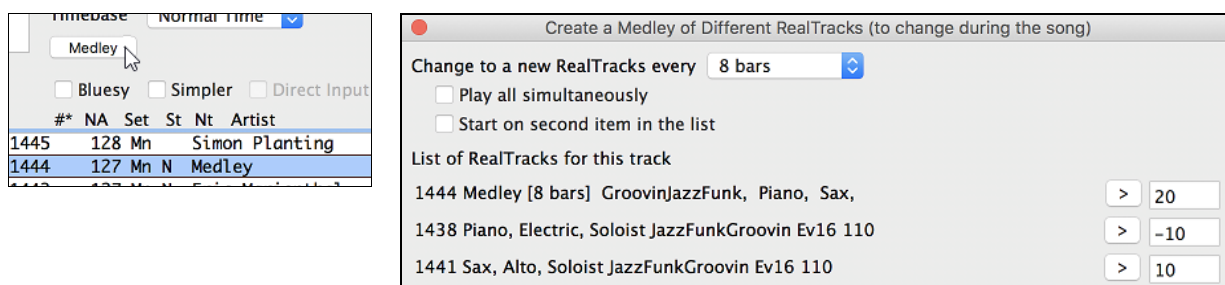 Timebase Normal Time
Medley
Bluesy Simpler Direct Input
#* NA Set St Nt Artist
1445 128 Mn Simon Planting
1444 127 Mn N Medley
Create a Medley of Different RealTracks (to change during the song)
Change to a new RealTracks every 8 bars
Play all simultaneously
Start on second item in the list
List of RealTracks for this track
1444 Medley [8 bars] GroovinJazzFunk, Piano, Sax, > 20
1438 Piano, Electric, Soloist JazzFunkGroovin Ev16 110 > -10
1441 Sax, Alto, Soloist JazzFunkGroovin Ev16 110 > 10